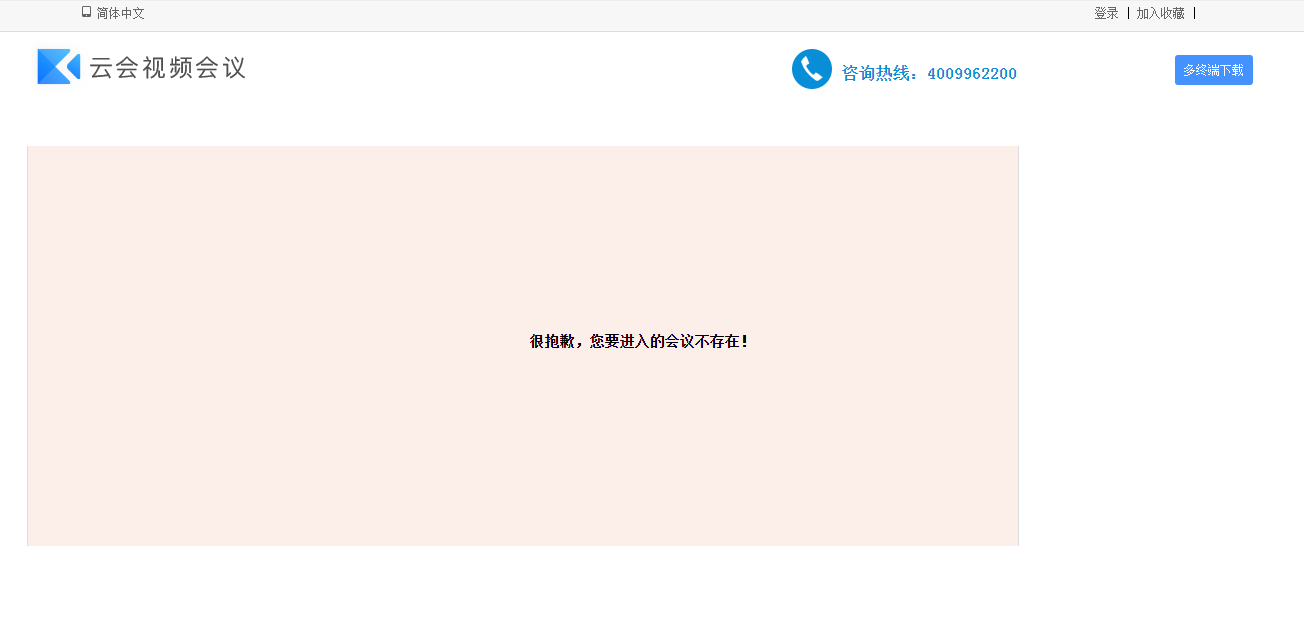 简体中文
登录 | 加入收藏 |
云会视频会议
咨询热线：4009962200
多终端下载
很抱歉，您要进入的会议不存在！